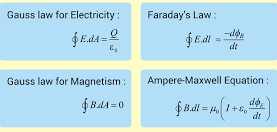 Gauss law for Electricity :
∮ E.dA = Q/ε₀
Faraday's Law :
∮ E.dl = -dϕ_B/dt
Gauss law for Magnetism :
∮ B.dA = 0
Ampere-Maxwell Equation :
∮ B.dl = μ₀(I + ε₀ dϕ_E/dt)